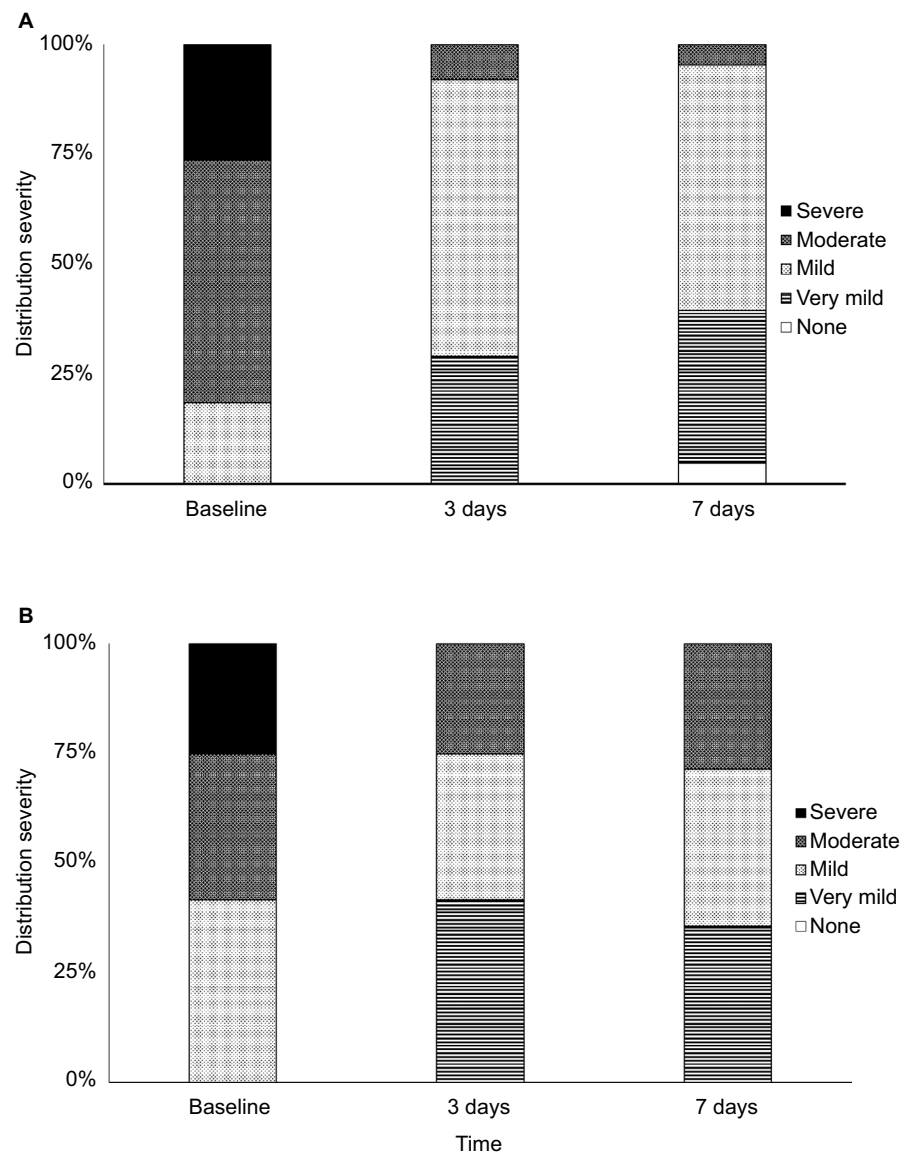 A
100%
75%
50%
25%
0%
Distribution severity
Baseline
3 days
7 days
Severe
Moderate
Mild
Very mild
None
B
100%
75%
50%
25%
0%
Distribution severity
Baseline
3 days
7 days
Time
Severe
Moderate
Mild
Very mild
None